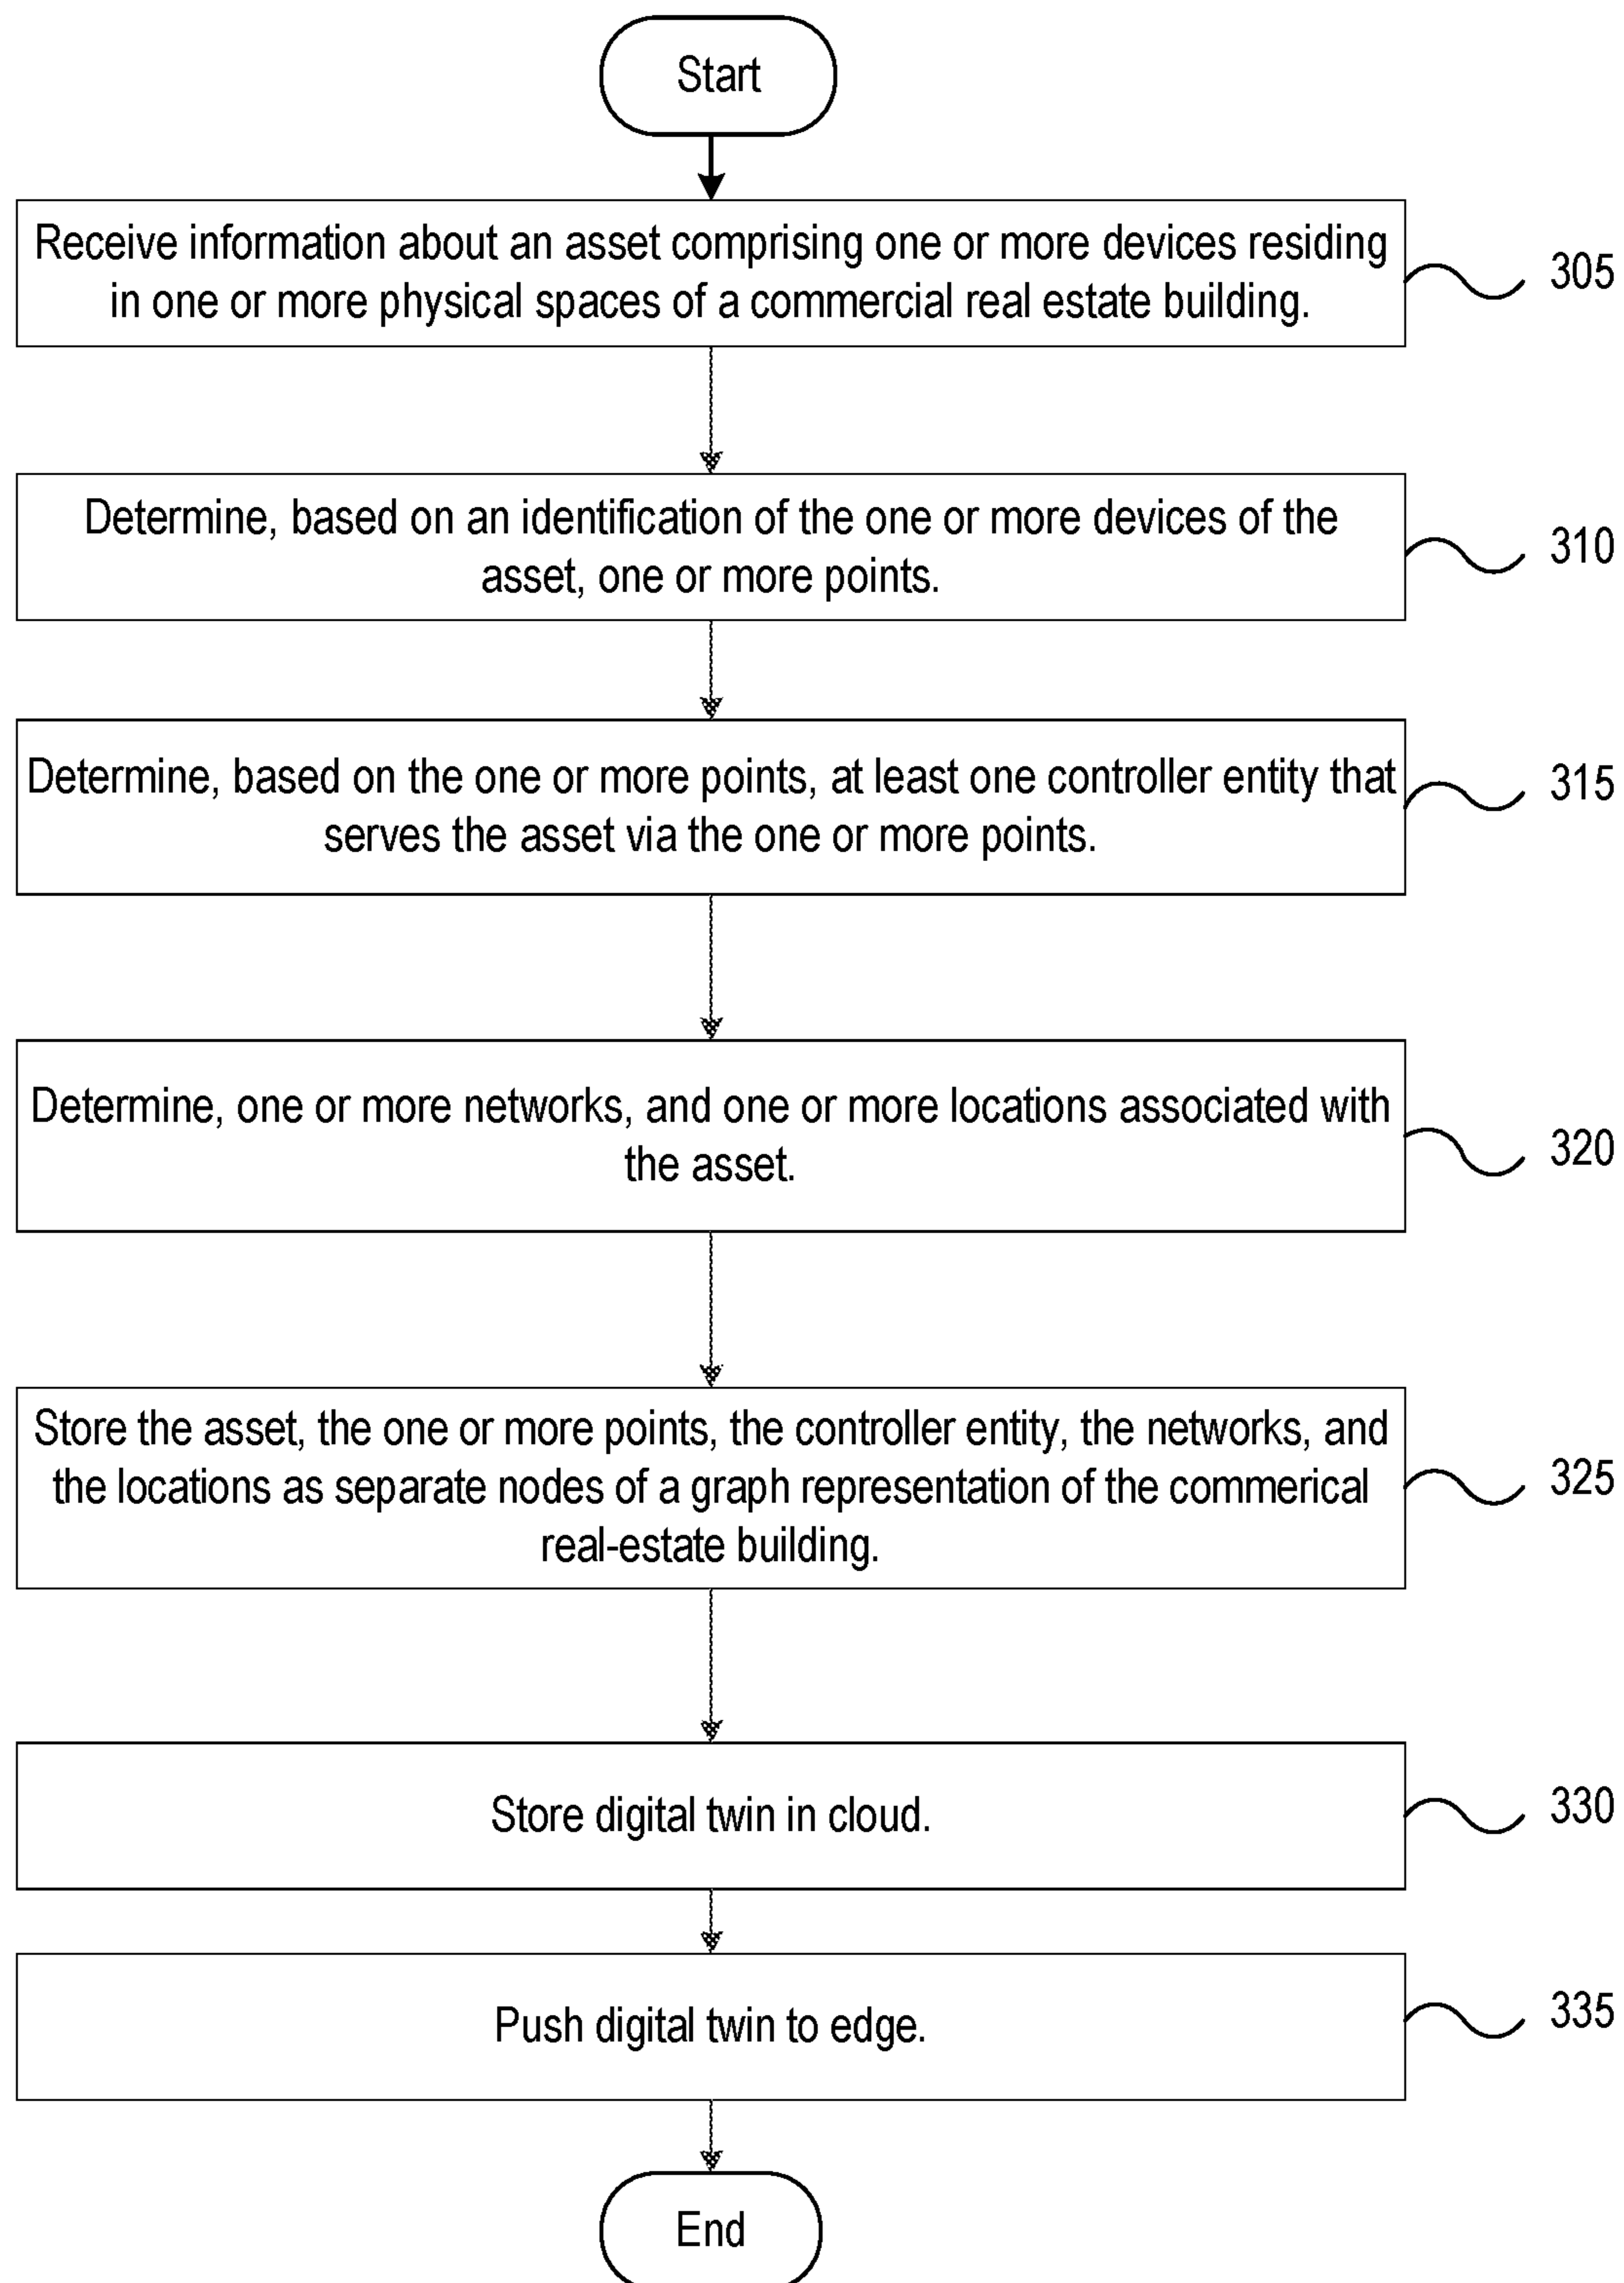 Start
Receive information about an asset comprising one or more devices residing
in one or more physical spaces of a commercial real estate building.
305
Determine, based on an identification of the one or more devices of the
asset, one or more points.
310
Determine, based on the one or more points, at least one controller entity that
serves the asset via the one or more points.
315
Determine, one or more networks, and one or more locations associated with
the asset.
320
Store the asset, the one or more points, the controller entity, the networks, and
the locations as separate nodes of a graph representation of the commerical
real-estate building.
325
Store digital twin in cloud.
330
Push digital twin to edge.
335
End